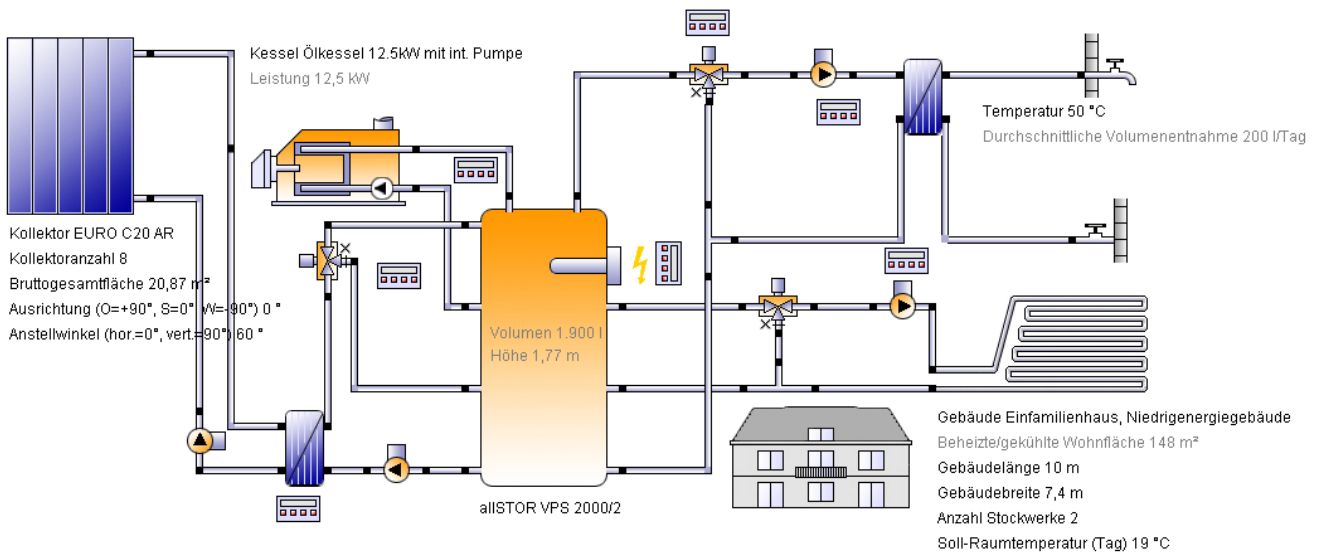 Kessel Ölkessel 12.5kW mit int. Pumpe
Leistung 12,5 kW
Temperatur 50 °C
Durchschnittliche Volumenentnahme 200 l/Tag
Kollektor EURO C20 AR
Kollektoranzahl 8
Bruttogesamtfläche 20,87 m²
Ausrichtung (O=+90°, S=0°, W=-90°) 0 °
Anstellwinkel (hor.=0°, vert.=90°) 60 °
Volumen 1.900 l
Höhe 1,77 m
allSTOR VPS 2000/2
Gebäude Einfamilienhaus, Niedrigenergiegebäude
Beheizte/gekühlte Wohnfläche 148 m²
Gebäudelänge 10 m
Gebäudebreite 7,4 m
Anzahl Stockwerke 2
Soll-Raumtemperatur (Tag) 19 °C